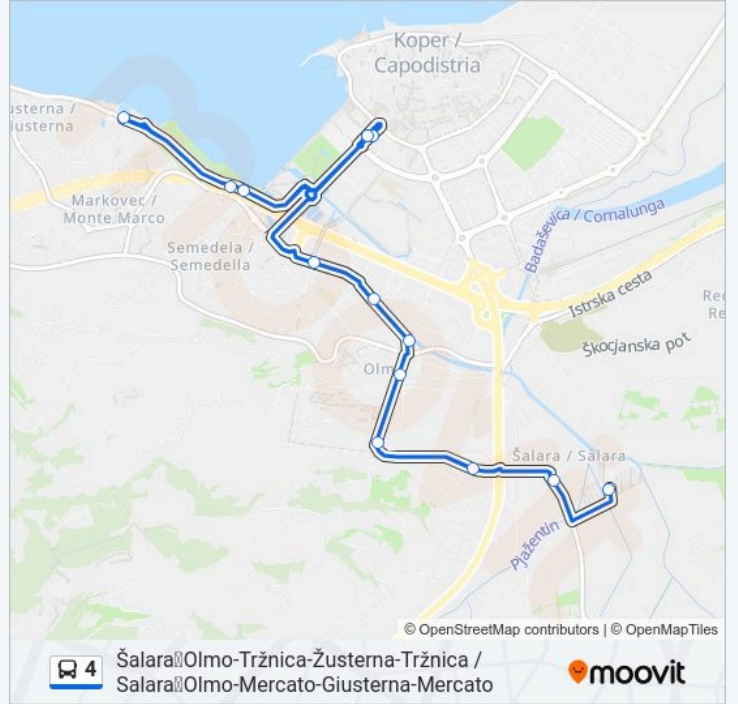 Koper /
Capodistria
usterna /
iusterna
Markovec /
Monte Marco
Semedela /
Semedella
Badaševica / Cornalunga
Istrska cesta
Škocjanska pot
Olm
Šalara / Salara
Pjažentin
© OpenStreetMap contributors | © OpenMapTiles
4
Šalara▯Olmo-Tržnica-Žusterna-Tržnica /
Salara▯Olmo-Mercato-Giusterna-Mercato
moovit